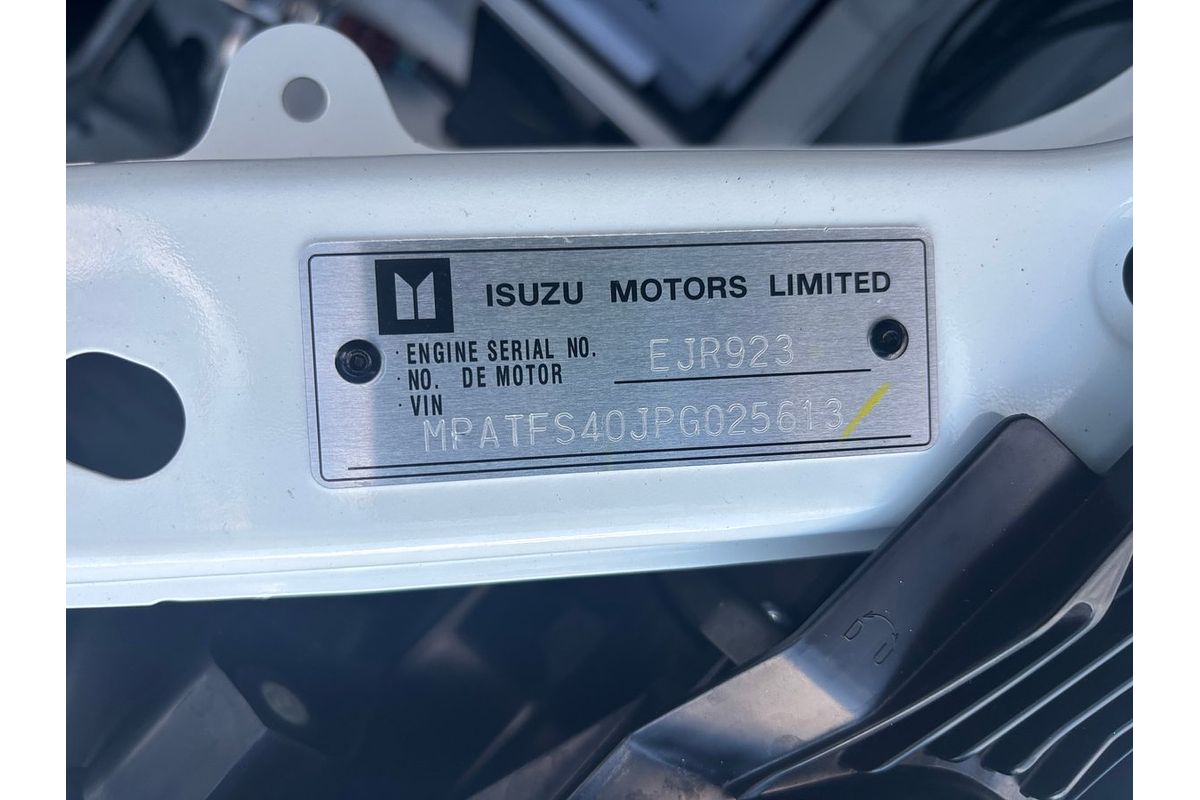 ISUZU MOTORS LIMITED
· ENGINE SERIAL NO. EJR923
· NO. DE MOTOR
· VIN
MPATFS40JPG025613
D U